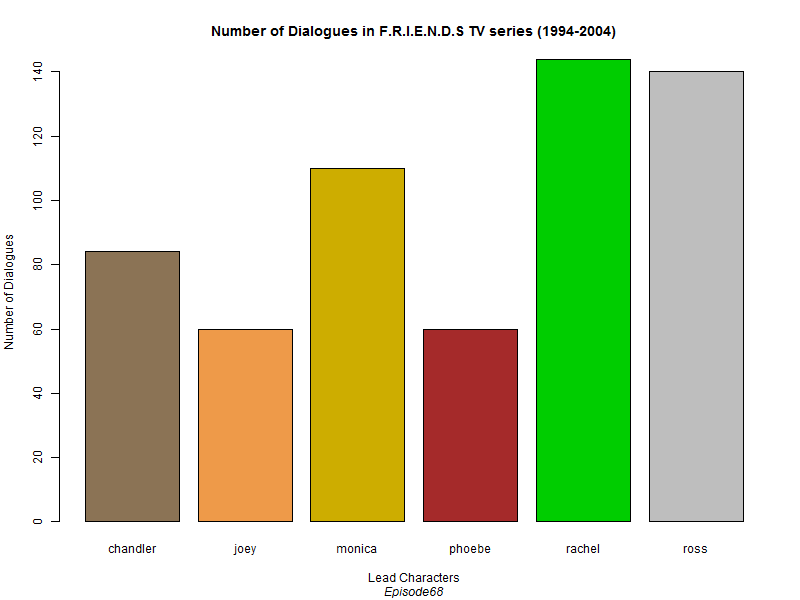 Number of Dialogues in F.R.I.E.N.D.S TV series (1994-2004)
Number of Dialogues
140
120
100
80
60
40
20
0
chandler joey monica phoebe rachel ross
Lead Characters
Episode68